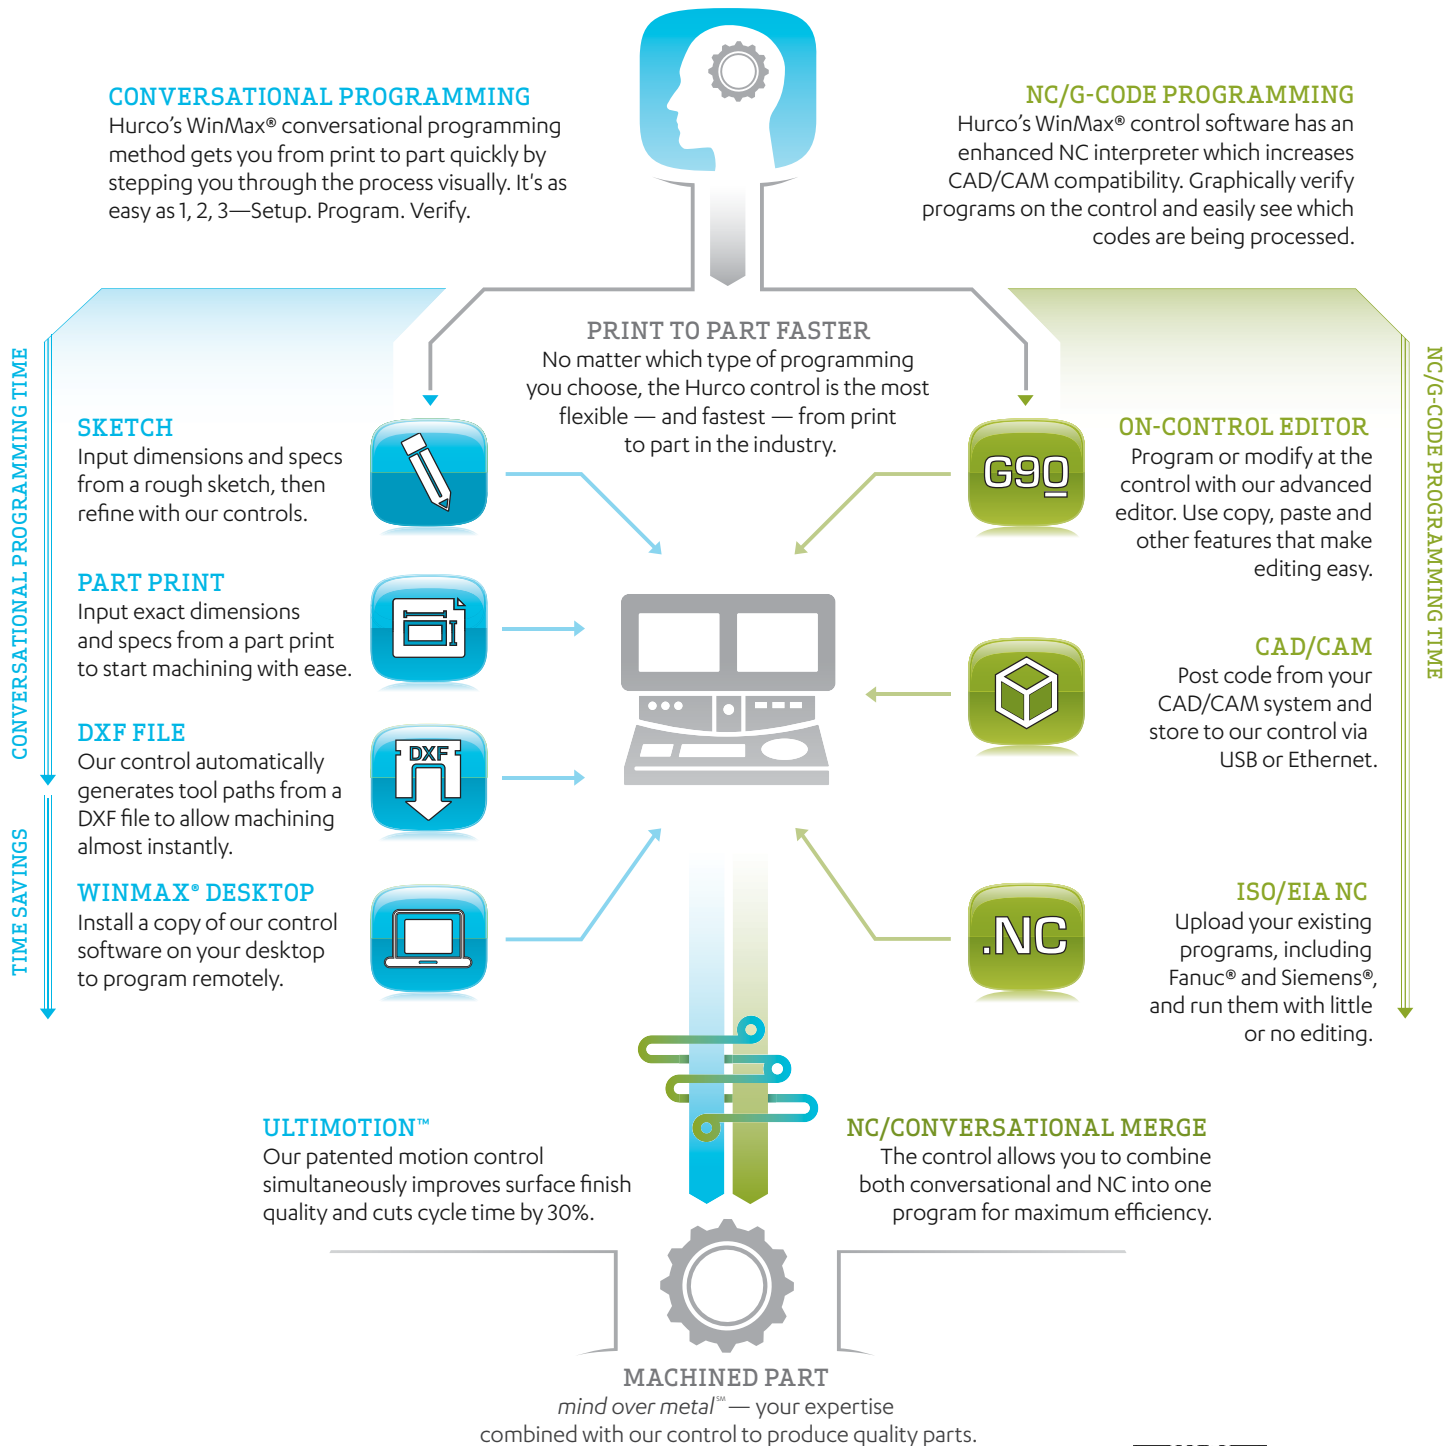 CONVERSATIONAL PROGRAMMING
Hurco's WinMax® conversational programming
method gets you from print to part quickly by
stepping you through the process visually. It's as
easy as 1, 2, 3—Setup. Program. Verify.
NC/G-CODE PROGRAMMING
Hurco's WinMax® control software has an
enhanced NC interpreter which increases
CAD/CAM compatibility. Graphically verify
programs on the control and easily see which
codes are being processed.
PRINT TO PART FASTER
No matter which type of programming
you choose, the Hurco control is the most
flexible — and fastest — from print
to part in the industry.
CONVERSATIONAL PROGRAMMING TIME
TIME SAVINGS
SKETCH
Input dimensions and specs
from a rough sketch, then
refine with our controls.
PART PRINT
Input exact dimensions
and specs from a part print
to start machining with ease.
DXF FILE
Our control automatically
generates tool paths from a
DXF file to allow machining
almost instantly.
DXF
WINMAX® DESKTOP
Install a copy of our control
software on your desktop
to program remotely.
G90
ON-CONTROL EDITOR
Program or modify at the
control with our advanced
editor. Use copy, paste and
other features that make
editing easy.
CAD/CAM
Post code from your
CAD/CAM system and
store to our control via
USB or Ethernet.
.NC
ISO/EIA NC
Upload your existing
programs, including
Fanuc® and Siemens®,
and run them with little
or no editing.
NC/G-CODE PROGRAMMING TIME
ULTIMOTION™
Our patented motion control
simultaneously improves surface finish
quality and cuts cycle time by 30%.
NC/CONVERSATIONAL MERGE
The control allows you to combine
both conversational and NC into one
program for maximum efficiency.
MACHINED PART
mind over metal℠ — your expertise
combined with our control to produce quality parts.